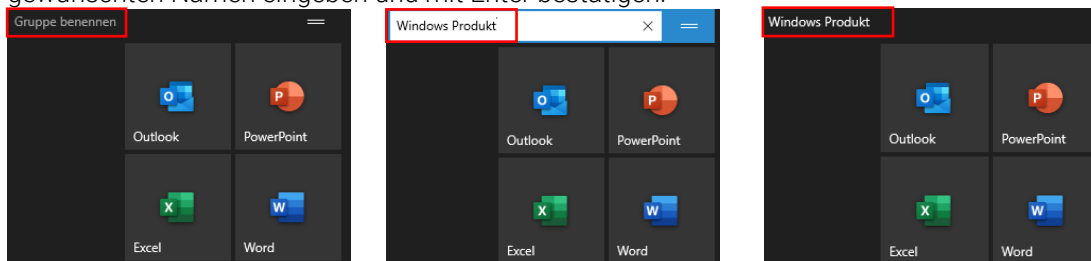 gewünschten Namen eingeben und mit Enter bestätigen.
Gruppe benennen
Outlook PowerPoint
Excel Word
Windows Produkt
Outlook PowerPoint
Excel Word
Windows Produkt
Outlook PowerPoint
Excel Word